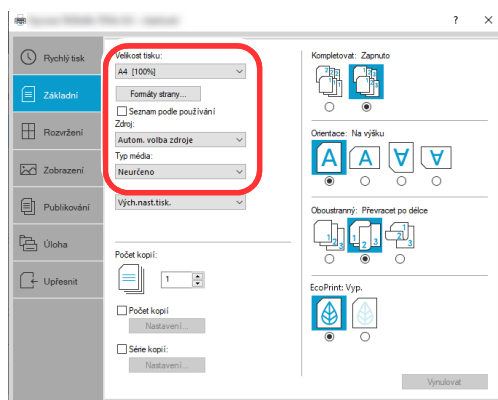 ?
Rychlý tisk
Základní
Rozvržení
Zobrazení
Publikování
Úloha
Upřesnit
Velikost tisku:
A4 [100%]
Formáty strany...
Seznam podle používání
Zdroj:
Autom. volba zdroje
Typ média:
Neurčeno
Vých.nast.tisk.
Počet kopií:
1
Počet kopií
Nastavení...
Série kopií:
Nastavení...
Kompletovat: Zapnuto
Orientace: Na výšku
A A A A
Oboustranný: Převracet po délce
EcoPrint: Vyp.
Vynulovat